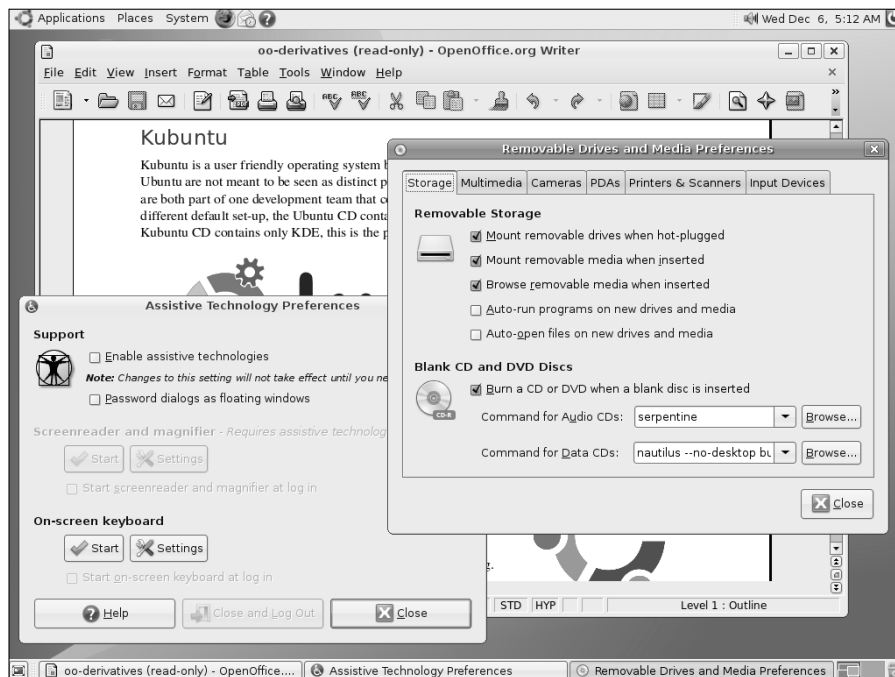 Applications Places System
Wed Dec 6, 5:12 AM
oo-derivatives (read-only) - OpenOffice.org Writer
File Edit View Insert Format Table Tools Window Help
Kubuntu
Kubuntu is a user friendly operating system
Ubuntu are not meant to be seen as distinct
are both part of one development team that
different default set-up, the Ubuntu CD
Kubuntu CD contains only KDE, this is the
Removable Drives and Media Preferences
Storage Multimedia Cameras PDAs Printers & Scanners Input Devices
Removable Storage
Mount removable drives when hot-plugged
Mount removable media when inserted
Browse removable media when inserted
Auto-run programs on new drives and media
Auto-open files on new drives and media
Blank CD and DVD Discs
Burn a CD or DVD when a blank disc is inserted
CD-R
Command for Audio CDs: serpentine Browse...
Command for Data CDs: nautilus --no-desktop bu Browse...
Close
Assistive Technology Preferences
Support
Enable assistive technologies
Note: Changes to this setting will not take effect until you
Password dialogs as floating windows
Screenreader and magnifier - Requires assistive
Start Settings
Start screenreader and magnifier at log in
On-screen keyboard
Start Settings
Start on-screen keyboard at log in
Help Close and Log Out Close
STD HYP Level 1 : Outline
oo-derivatives (read-only) - OpenOffice.... Assistive Technology Preferences Removable Drives and Media Preferences